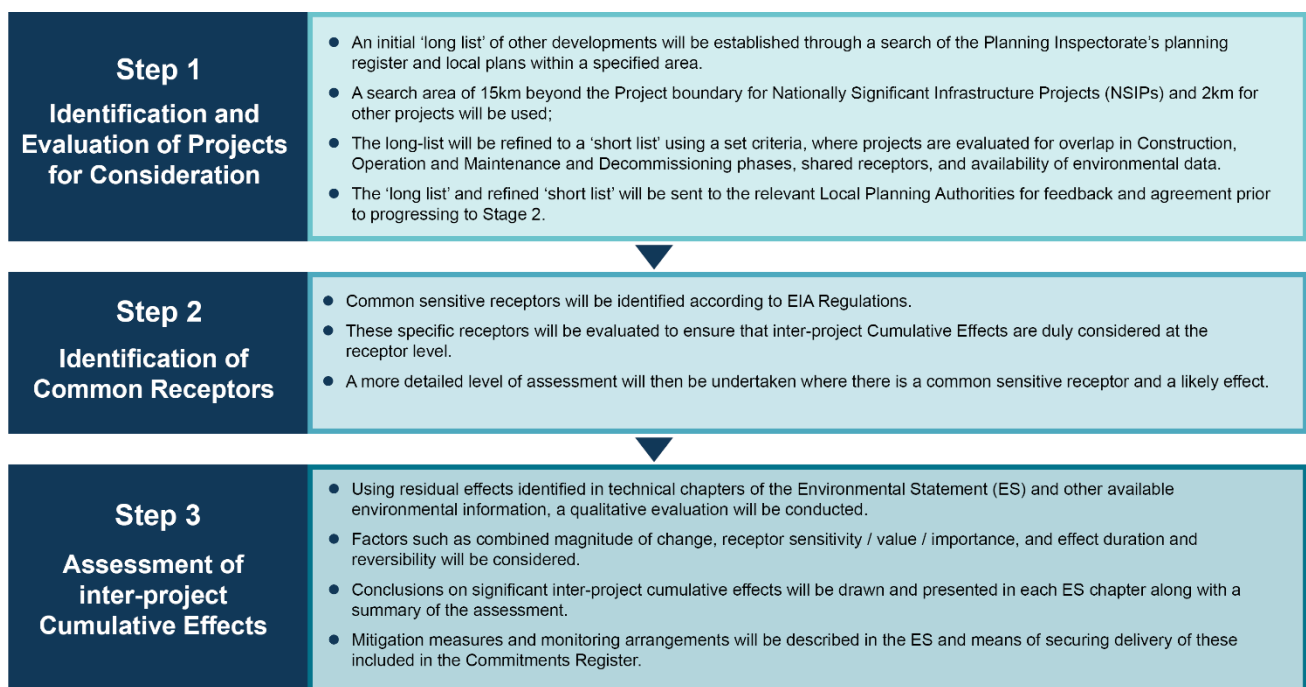 Step 1
Identification and
Evaluation of Projects
for Consideration
● An initial ‘long list’ of other developments will be established through a search of the Planning Inspectorate’s planning
register and local plans within a specified area.
● A search area of 15km beyond the Project boundary for Nationally Significant Infrastructure Projects (NSIPs) and 2km for
other projects will be used;
● The long-list will be refined to a ‘short list’ using a set criteria, where projects are evaluated for overlap in Construction,
Operation and Maintenance and Decommissioning phases, shared receptors, and availability of environmental data.
● The ‘long list’ and refined ‘short list’ will be sent to the relevant Local Planning Authorities for feedback and agreement prior
to progressing to Stage 2.
Step 2
Identification of
Common Receptors
● Common sensitive receptors will be identified according to EIA Regulations.
● These specific receptors will be evaluated to ensure that inter-project Cumulative Effects are duly considered at the
receptor level.
● A more detailed level of assessment will then be undertaken where there is a common sensitive receptor and a likely effect.
Step 3
Assessment of
inter-project
Cumulative Effects
● Using residual effects identified in technical chapters of the Environmental Statement (ES) and other available
environmental information, a qualitative evaluation will be conducted.
● Factors such as combined magnitude of change, receptor sensitivity / value / importance, and effect duration and
reversibility will be considered.
● Conclusions on significant inter-project cumulative effects will be drawn and presented in each ES chapter along with a
summary of the assessment.
● Mitigation measures and monitoring arrangements will be described in the ES and means of securing delivery of these
included in the Commitments Register.